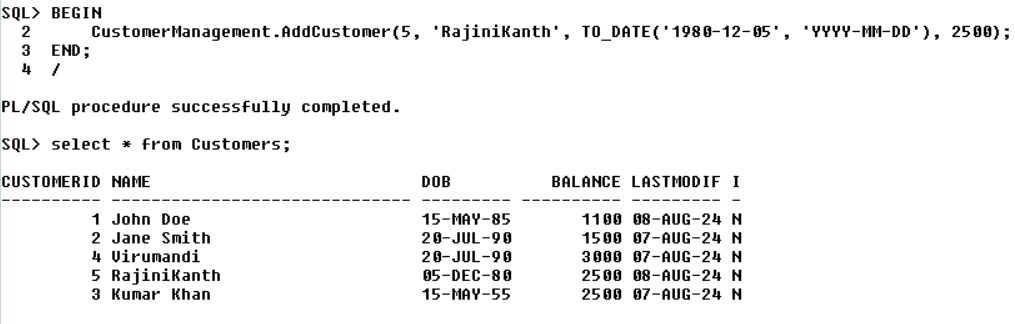 SQL> BEGIN
  2      CustomerManagement.AddCustomer(5, 'RajiniKanth', TO_DATE('1980-12-05', 'YYYY-MM-DD'), 2500);
  3  END;
  4  /
PL/SQL procedure successfully completed.
SQL> select * from Customers;
CUSTOMERID NAME                           DOB          BALANCE LASTMODIF I
---------- ------------------------------ --------- ---------- --------- -
         1 John Doe                       15-MAY-85       1100 08-AUG-24 N
         2 Jane Smith                     20-JUL-90       1500 07-AUG-24 N
         4 Virumandi                      20-JUL-90       3000 07-AUG-24 N
         5 RajiniKanth                    05-DEC-80       2500 08-AUG-24 N
         3 Kumar Khan                     15-MAY-55       2500 07-AUG-24 N